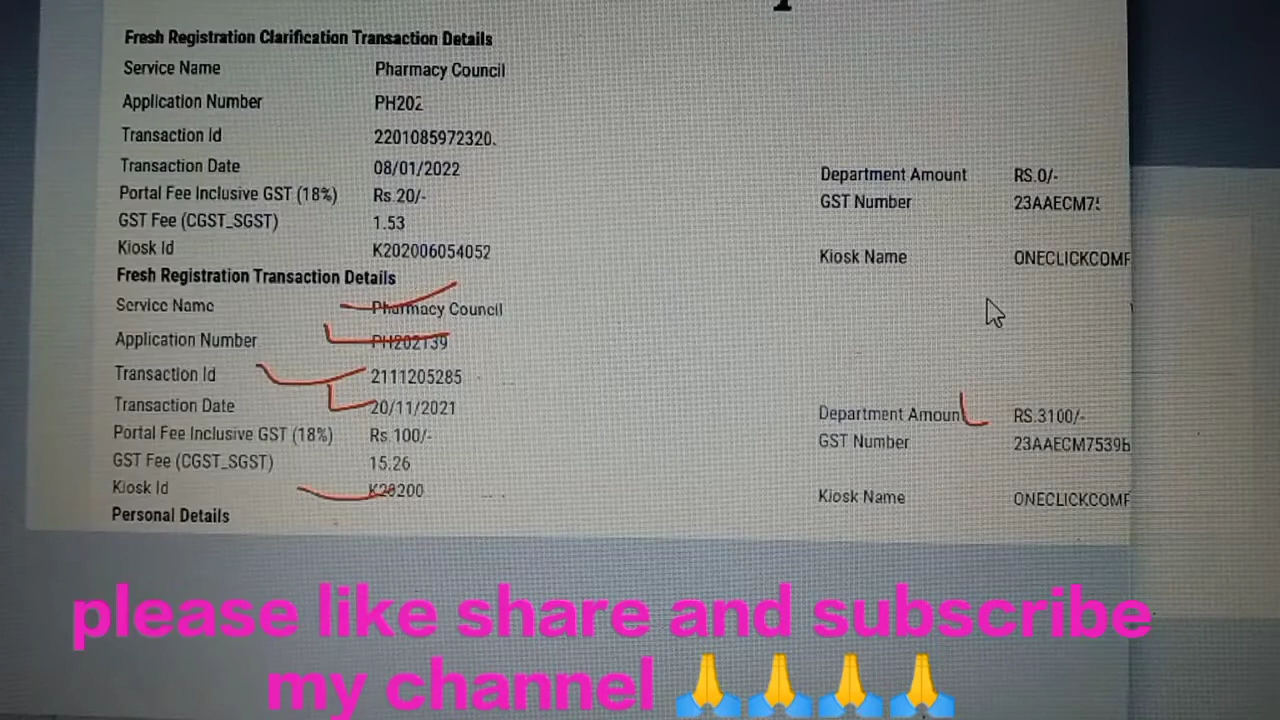 Fresh Registration Clarification Transaction Details
Service Name Pharmacy Council
Application Number PH202
Transaction Id 2201085972320.
Transaction Date 08/01/2022 Department Amount RS.0/-
Portal Fee Inclusive GST (18%) Rs.20/- GST Number 23AAECM7
GST Fee (CGST_SGST) 1.53
Kiosk Id K202006054052 Kiosk Name ONECLICKCOMP
Fresh Registration Transaction Details
Service Name Pharmacy Council
Application Number PH202139
Transaction Id 2111205285
Transaction Date 20/11/2021 Department Amount RS.3100/-
Portal Fee Inclusive GST (18%) Rs.100/- GST Number 23AAECM7539
GST Fee (CGST_SGST) 15.26
Kiosk Id K20200 Kiosk Name ONECLICKCOMP
Personal Details
please like share and subscribe
my channel 🙏🙏🙏🙏